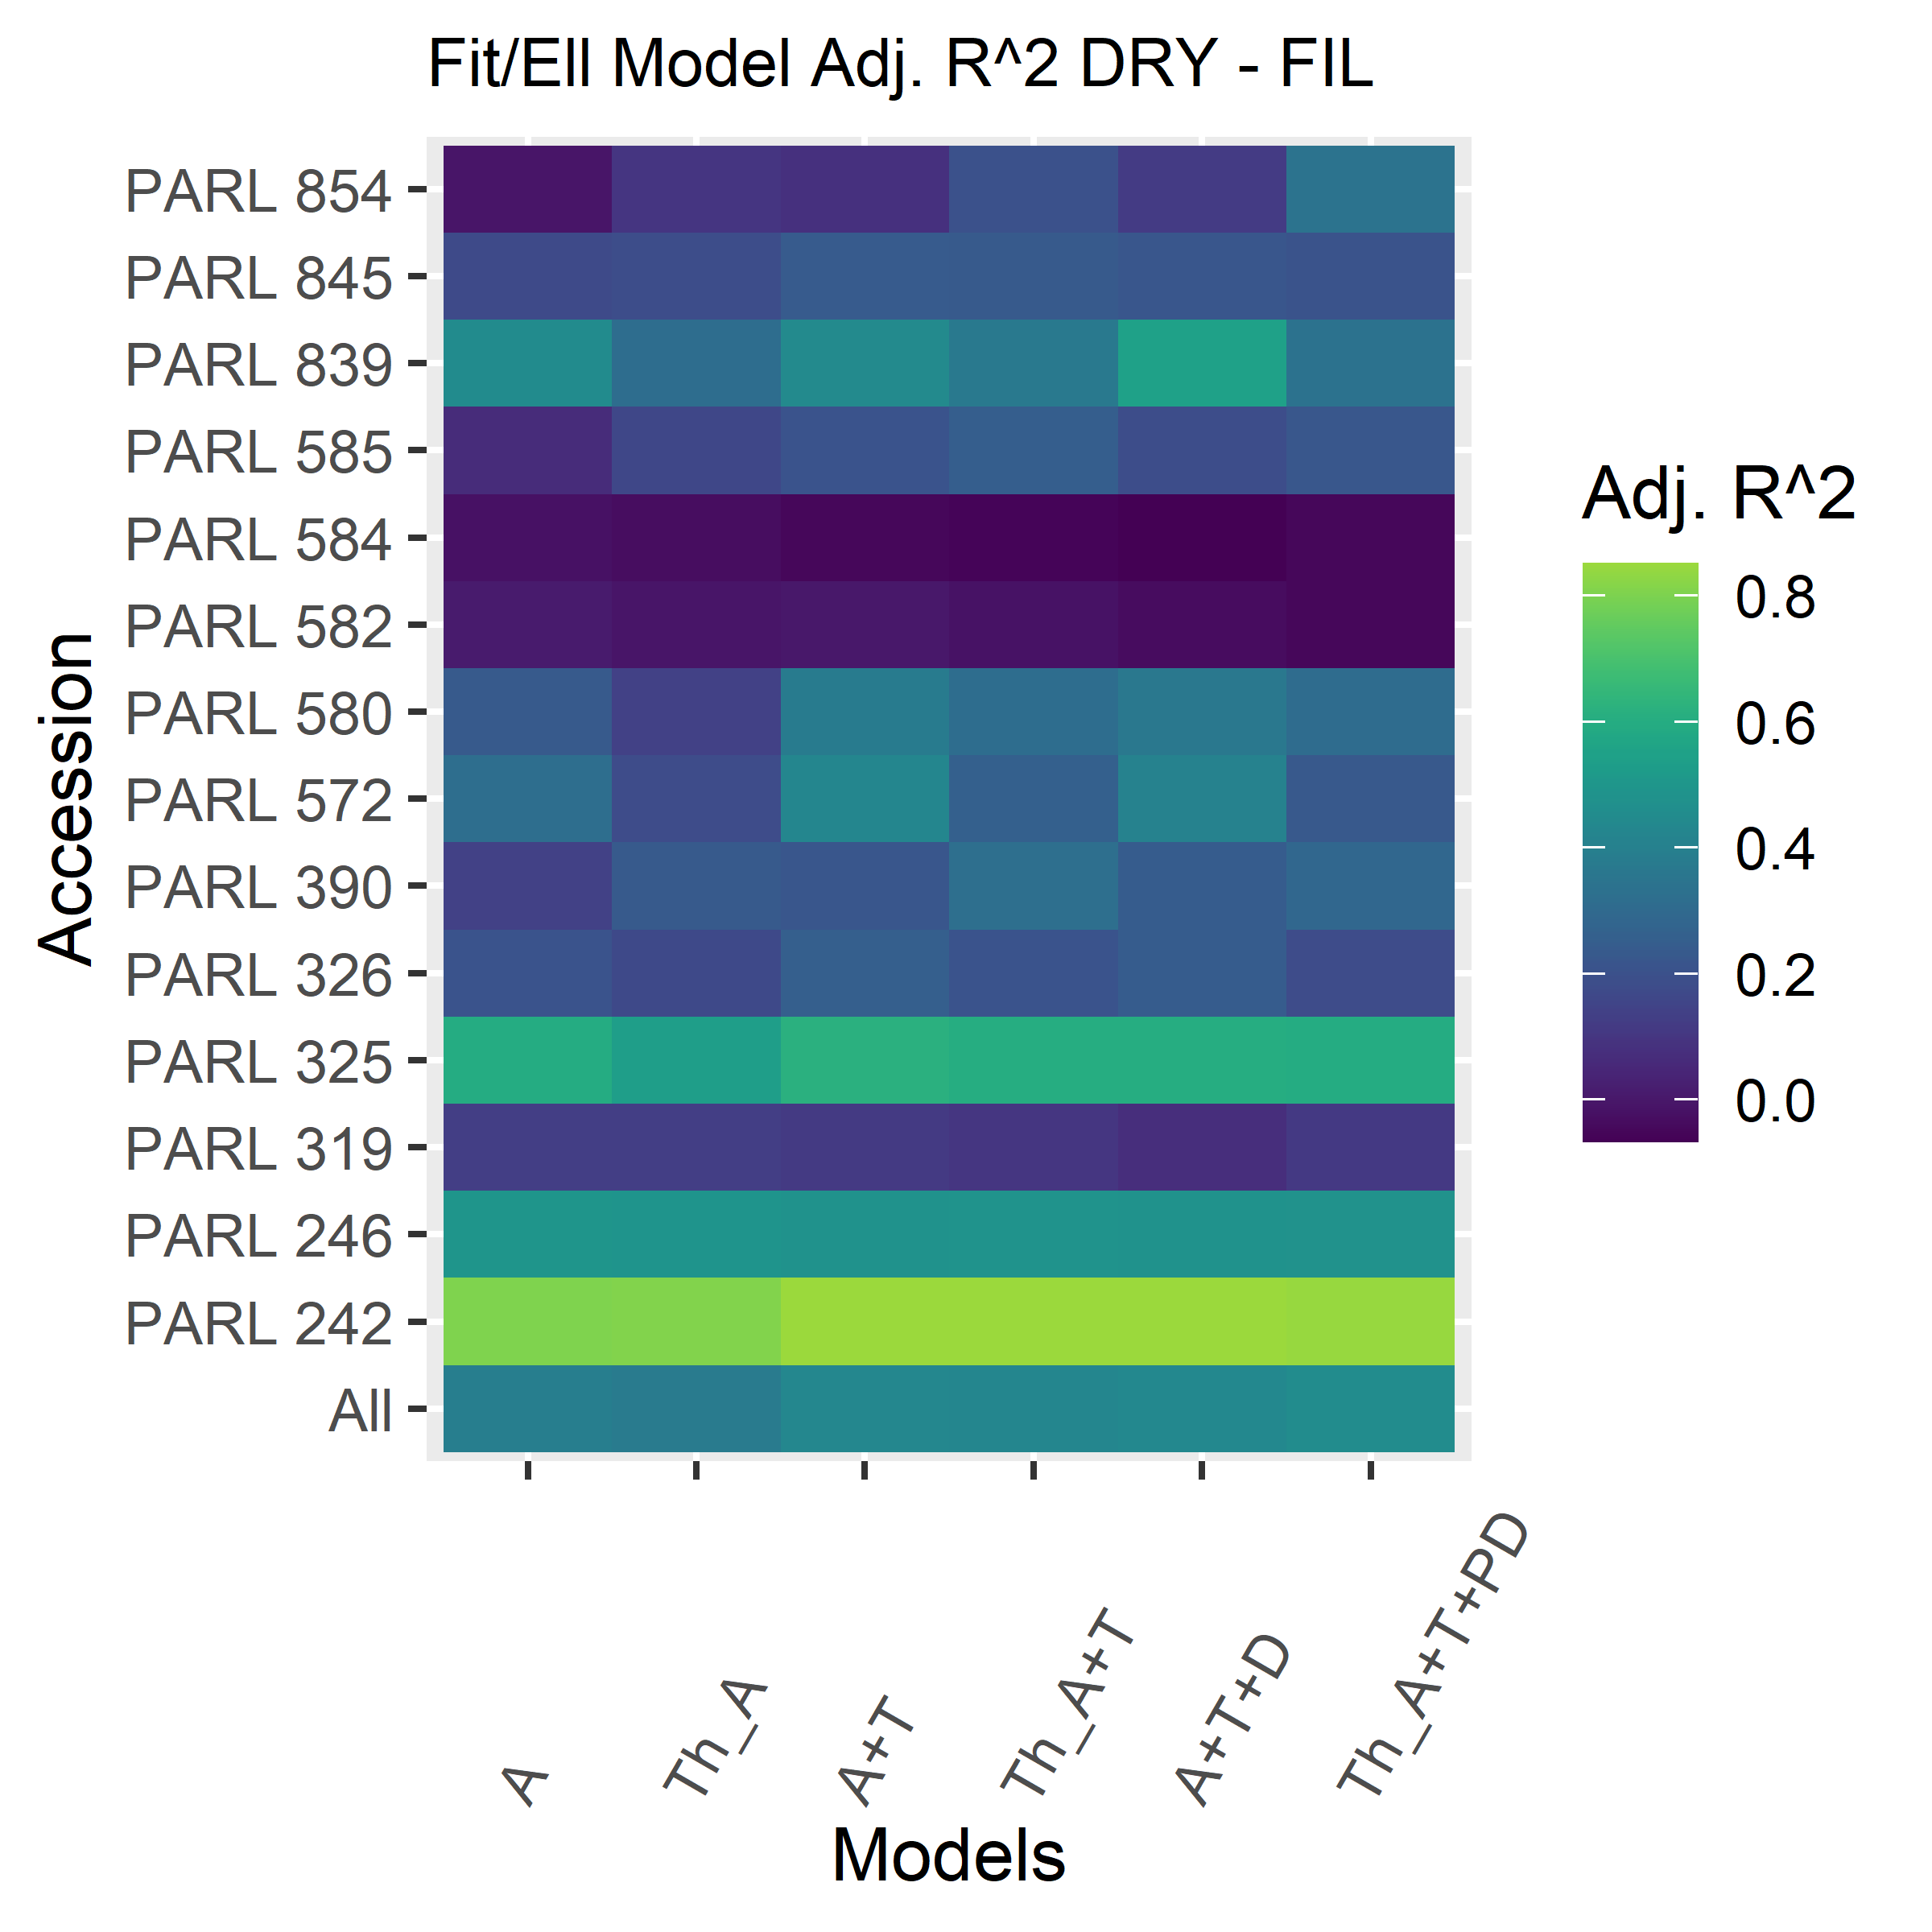 Fit/Ell Model Adj. R^2 DRY - FIL
Accession
PARL 854
PARL 845
PARL 839
PARL 585
PARL 584
PARL 582
PARL 580
PARL 572
PARL 390
PARL 326
PARL 325
PARL 319
PARL 246
PARL 242
All
A
Th_A
A+T
Th_A+T
A+T+D
Th_A+T+PD
Models
Adj. R^2
0.8
0.6
0.4
0.2
0.0